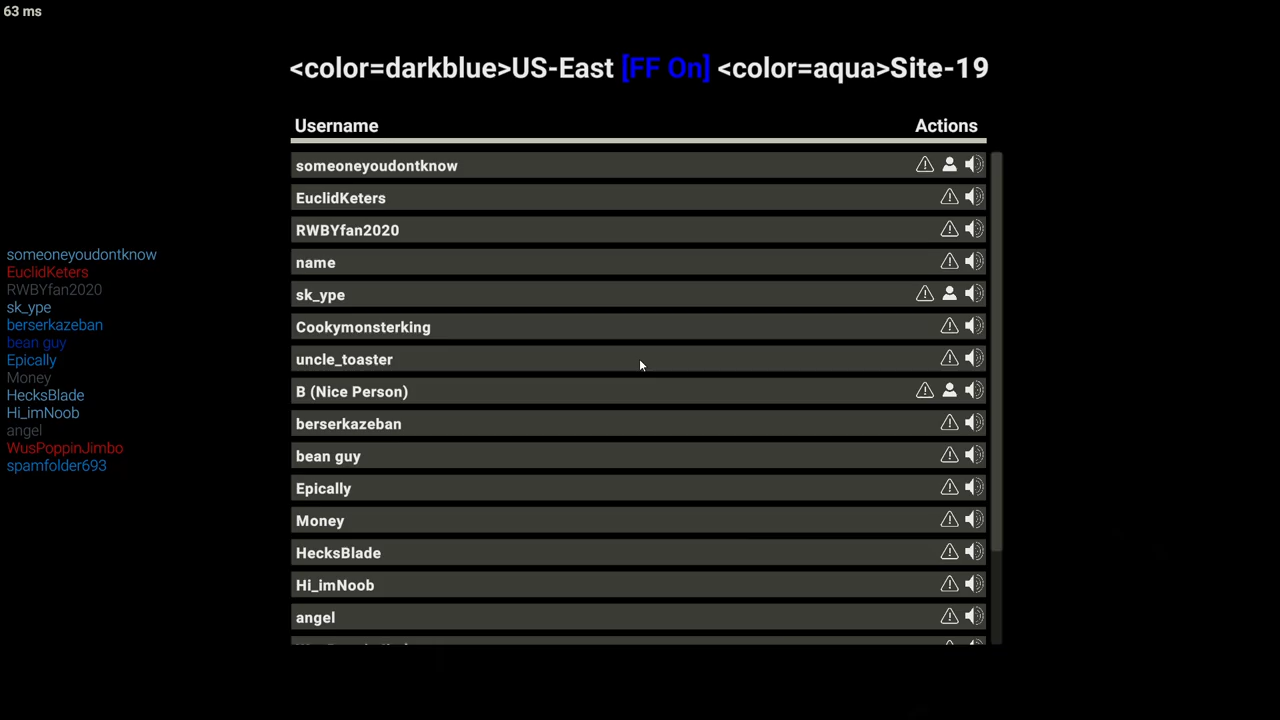 63 ms
<color=darkblue>US-East [FF On] <color=aqua>Site-19
Username Actions
someoneyoudontknow
EuclidKeters
RWBYfan2020
name
sk_ype
Cookymonsterking
uncle_toaster
B (Nice Person)
berserkazeban
bean guy
Epically
Money
HecksBlade
Hi_imNoob
angel
someoneyoudontknow
EuclidKeters
RWBYfan2020
sk_ype
berserkazeban
bean guy
Epically
Money
HecksBlade
Hi_imNoob
angel
WusPoppinJimbo
spamfolder693